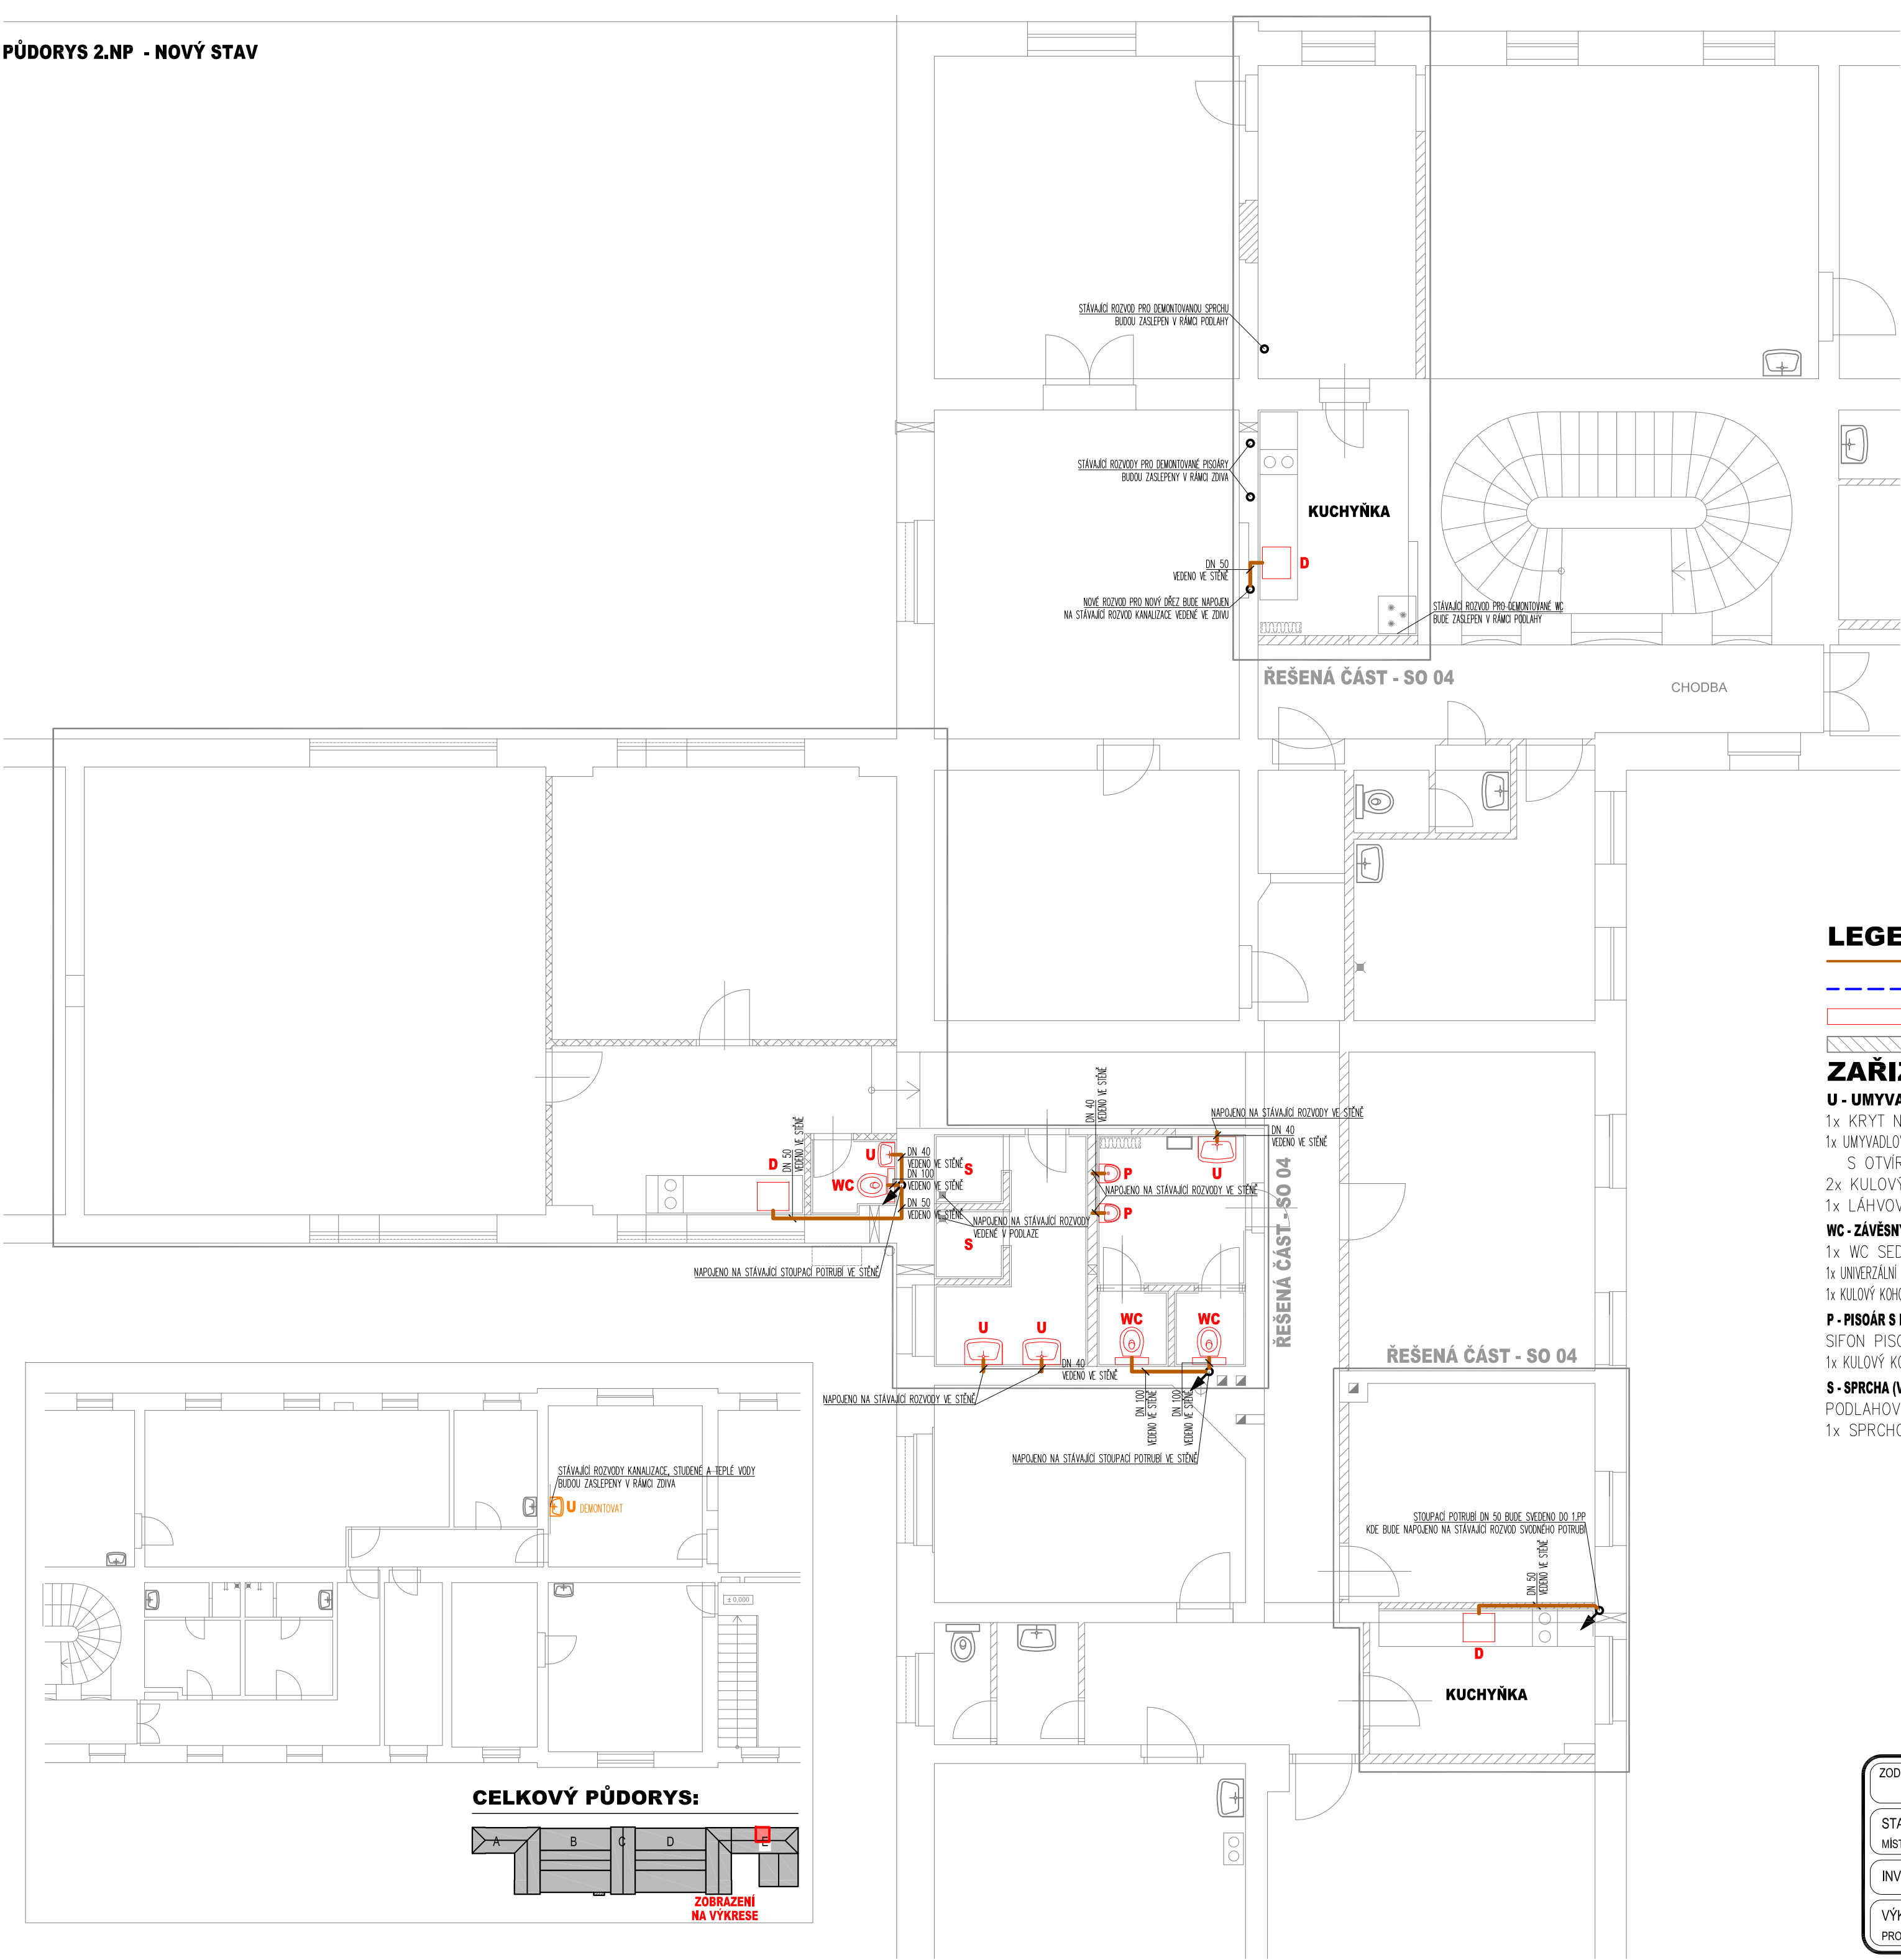 PŮDORYS 2.NP - NOVÝ STAV
STÁVAJÍCÍ ROZVOD PRO DEMONTOVANOU SPRCHU
BUDOU ZASLEPEN V RÁMCI PODLAHY
STÁVAJÍCÍ ROZVODY PRO DEMONTOVANÉ PISOÁRY
BUDOU ZASLEPENY V RÁMCI ZDIVA
KUCHYŇKA
D
DN 50
VEDENO VE STĚNĚ
NOVÉ ROZVOD PRO NOVÝ DŘEZ BUDE NAPOJEN
NA STÁVAJÍCÍ ROZVOD KANALIZACE VEDENÉ VE ZDIVU
STÁVAJÍCÍ ROZVOD PRO DEMONTOVANÉ WC
BUDE ZASLEPEN V RÁMCI PODLAHY
ŘEŠENÁ ČÁST - SO 04
CHODBA
LEGE
ZAŘI
U - UMYVA
1x KRYT N
1x UMYVADLO
S OTVÍR
2x KULOVÝ
1x LÁHVOV
WC - ZÁVĚSN
1x WC SED
1x UNIVERZÁLNÍ
1x KULOVÝ KOHO
P - PISOÁR S
SIFON PISO
1x KULOVÝ KO
S - SPRCHA (V
PODLAHOV
1x SPRCHO
DN 40
VEDENO VE STĚNĚ
NAPOJENO NA STÁVAJÍCÍ ROZVODY VE STĚNĚ
DN 40
VEDENO VE STĚNĚ
D
DN 50
VEDENO VE STĚNĚ
U
WC
DN 40
VEDENO VE STĚNĚ
DN 100
VEDENO VE STĚNĚ
DN 50
VEDENO VE STĚNĚ
S
S
P
P
U
NAPOJENO NA STÁVAJÍCÍ ROZVODY VE STĚNĚ
NAPOJENO NA STÁVAJÍCÍ ROZVODY
VEDENÉ V PODLAZE
NAPOJENO NA STÁVAJÍCÍ STOUPACÍ POTRUBÍ VE STĚNĚ
ŘEŠENÁ ČÁST - SO 04
U
U
WC
WC
DN 40
VEDENO VE STĚNĚ
NAPOJENO NA STÁVAJÍCÍ ROZVODY VE STĚNĚ
DN 100
VEDENO VE STĚNĚ
DN 100
VEDENO VE STĚNĚ
NAPOJENO NA STÁVAJÍCÍ STOUPACÍ POTRUBÍ VE STĚNĚ
ŘEŠENÁ ČÁST - SO 04
STOUPACÍ POTRUBÍ DN 50 BUDE SVEDENO DO 1.PP
KDE BUDE NAPOJENO NA STÁVAJÍCÍ ROZVOD SVODNÉHO POTRUBÍ
DN 50
VEDENO VE STĚNĚ
D
KUCHYŇKA
STÁVAJÍCÍ ROZVODY KANALIZACE, STUDENÉ A TEPLÉ VODY
BUDOU ZASLEPENY V RÁMCI ZDIVA
U DEMONTOVAT
± 0,000
CELKOVÝ PŮDORYS:
A
B
C
D
E
ZOBRAZENÍ
NA VÝKRESE
ZOD
STA
MÍST
INV
VÝK
PRO